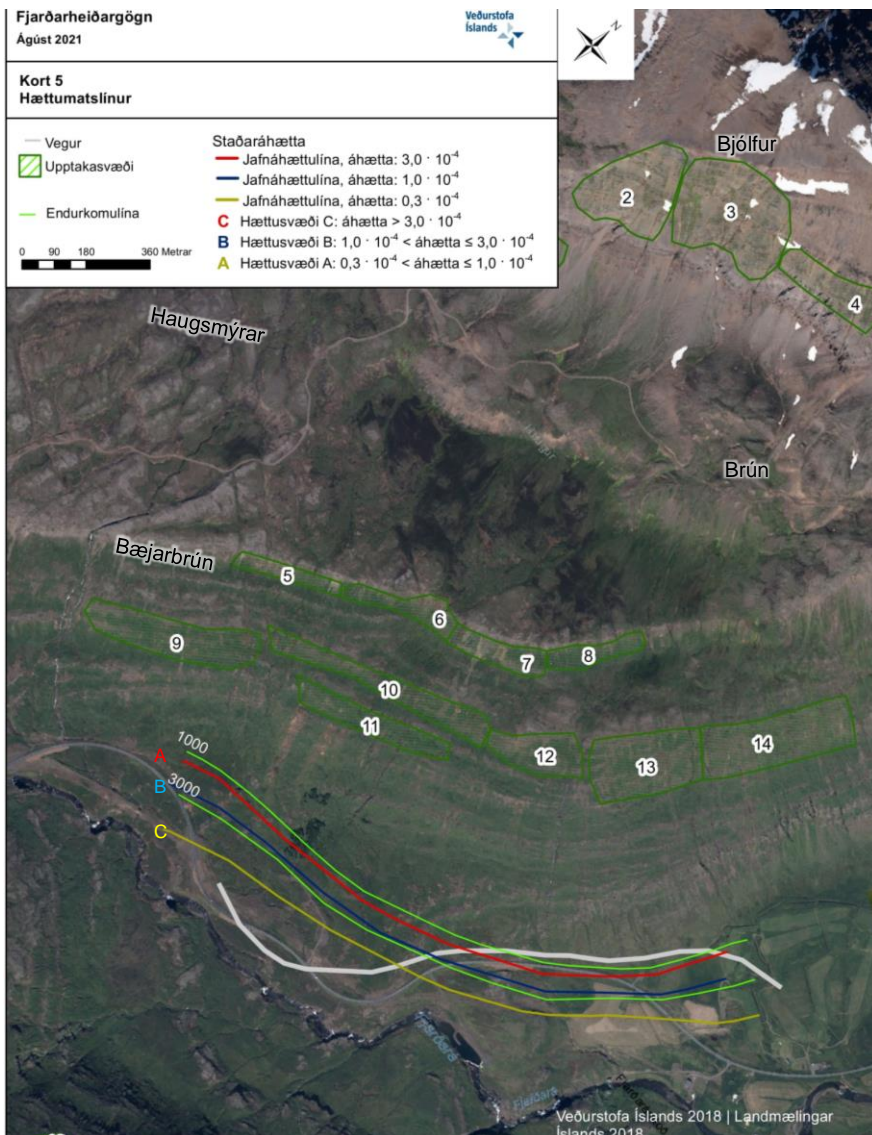 Fjarðarheiðargögn
Ágúst 2021
Veðurstofa
Íslands
N
Kort 5
Hættumatslínur
Vegur
Upptakasvæði
Endurkomulína
0 90 180 360 Metrar
Staðaráhætta
Jafnáhættulína, áhætta: 3,0 · 10⁻⁴
Jafnáhættulína, áhætta: 1,0 · 10⁻⁴
Jafnáhættulína, áhætta: 0,3 · 10⁻⁴
C Hættusvæði C: áhætta > 3,0 · 10⁻⁴
B Hættusvæði B: 1,0 · 10⁻⁴ < áhætta ≤ 3,0 · 10⁻⁴
A Hættusvæði A: 0,3 · 10⁻⁴ < áhætta ≤ 1,0 · 10⁻⁴
Bjólfur
2
3
4
Haugsmýrar
Brún
Bæjarbrún
5
6
7
8
9
10
11
12
13
14
1000
A
3000
B
C
Fjarðará
Veðurstofa Íslands 2018 | Landmælingar
Íslands 2018